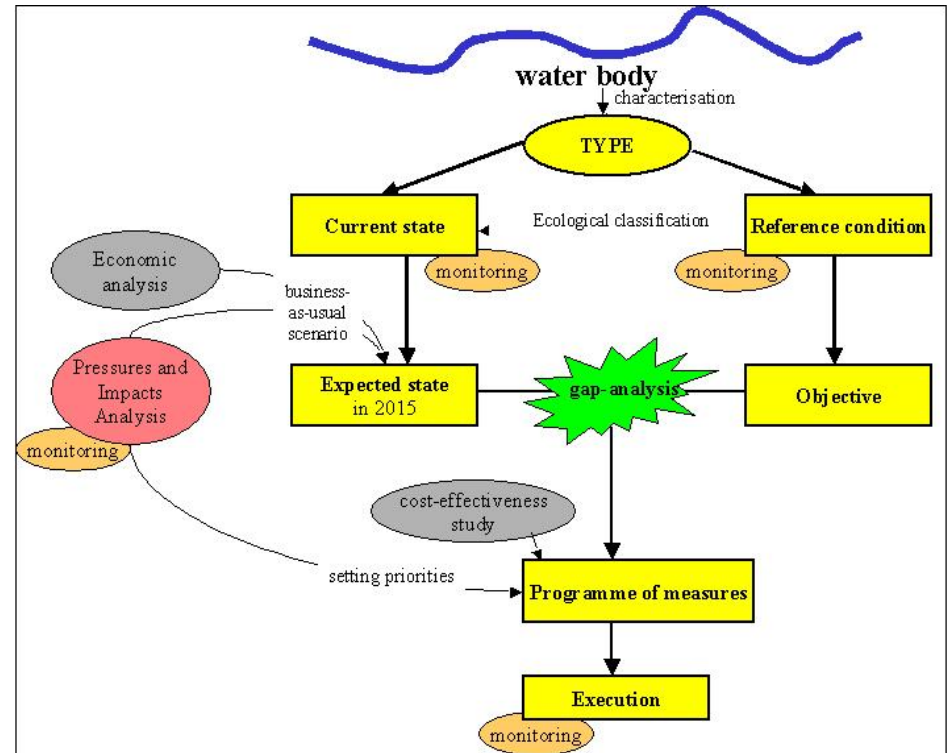 water body
characterisation
TYPE
Current state
Ecological classification
Reference condition
monitoring
monitoring
Economic
analysis
business-
as-usual
scenario
Pressures and
Impacts
Analysis
monitoring
Expected state
in 2015
gap-analysis
Objective
cost-effectiveness
study
setting priorities
Programme of measures
Execution
monitoring